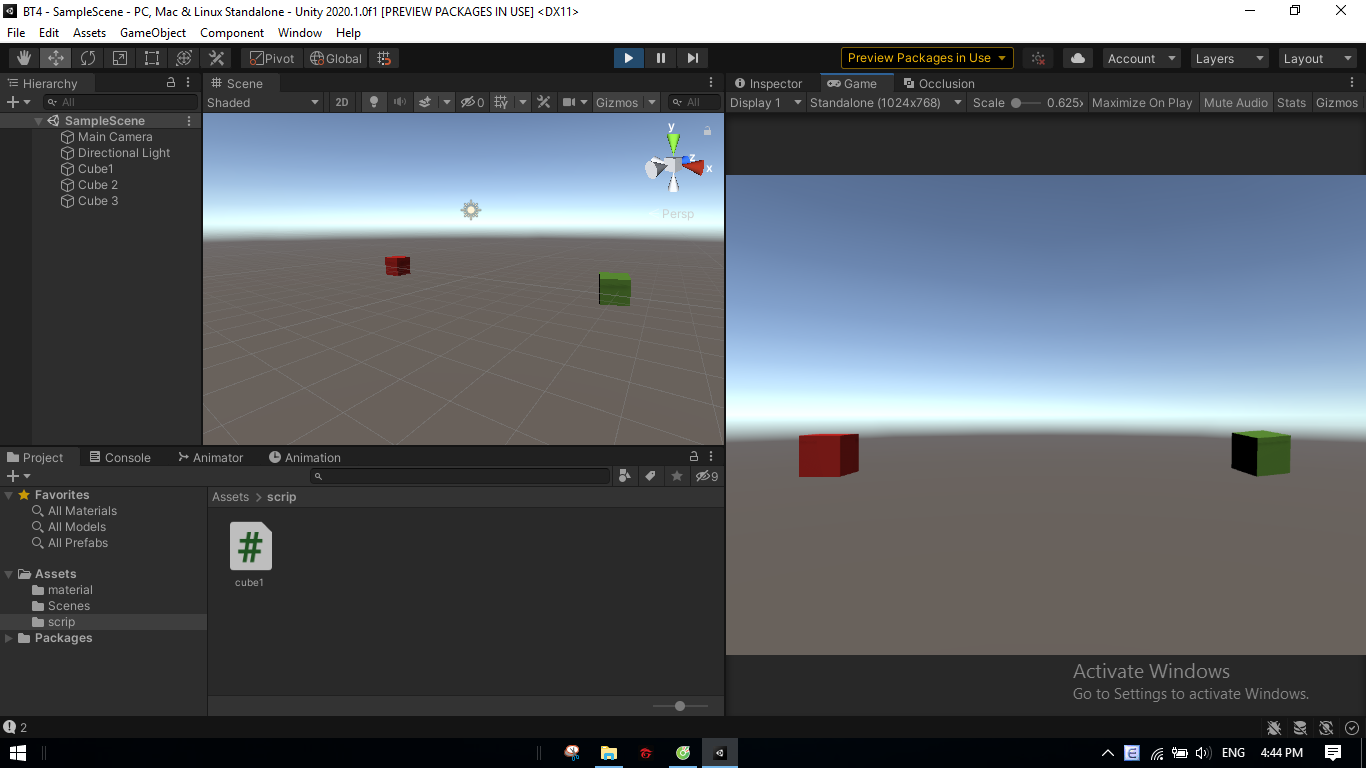 BT4 - SampleScene - PC, Mac & Linux Standalone - Unity 2020.1.0f1 [PREVIEW PACKAGES IN USE] <DX11>
File Edit Assets GameObject Component Window Help
Pivot Global Preview Packages in Use Account Layers Layout
Hierarchy
All
SampleScene
Main Camera
Directional Light
Cube1
Cube 2
Cube 3
Scene
Shaded 2D 0 Gizmos All
y
z
x
Persp
Inspector Game Occlusion
Display 1 Standalone (1024x768) Scale 0.625x Maximize On Play Mute Audio Stats Gizmos
Project Console Animator Animation
9
Favorites
All Materials
All Models
All Prefabs
Assets
material
Scenes
scrip
Packages
Assets > scrip
#
cube1
Activate Windows
Go to Settings to activate Windows.
2
ENG 4:44 PM